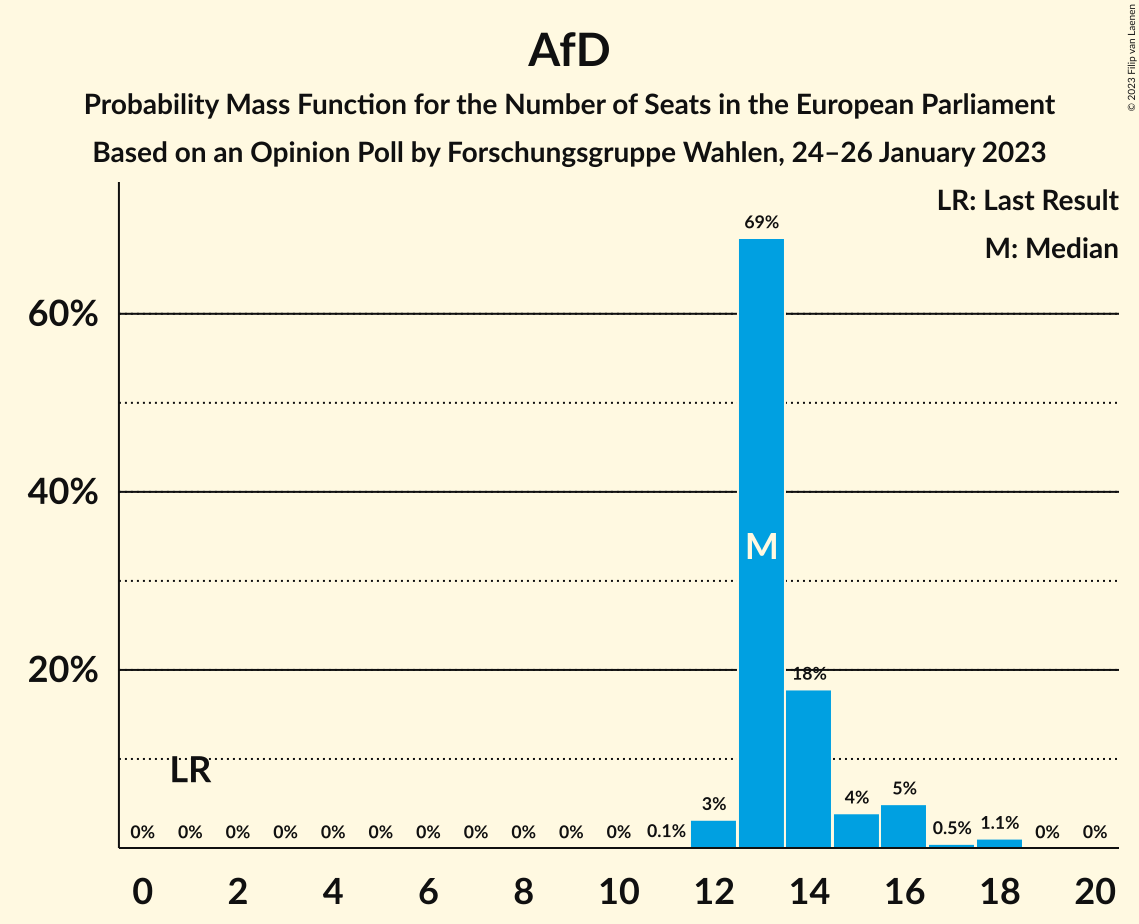 AfD
Probability Mass Function for the Number of Seats in the European Parliament
Based on an Opinion Poll by Forschungsgruppe Wahlen, 24–26 January 2023
© 2023 Filip van Laenen
LR: Last Result
M: Median
60%
40%
20%
69%
M
18%
LR
0% 0% 0% 0% 0% 0% 0% 0% 0% 0% 0% 0.1% 3% 4% 5% 0.5% 1.1% 0% 0%
0 2 4 6 8 10 12 14 16 18 20